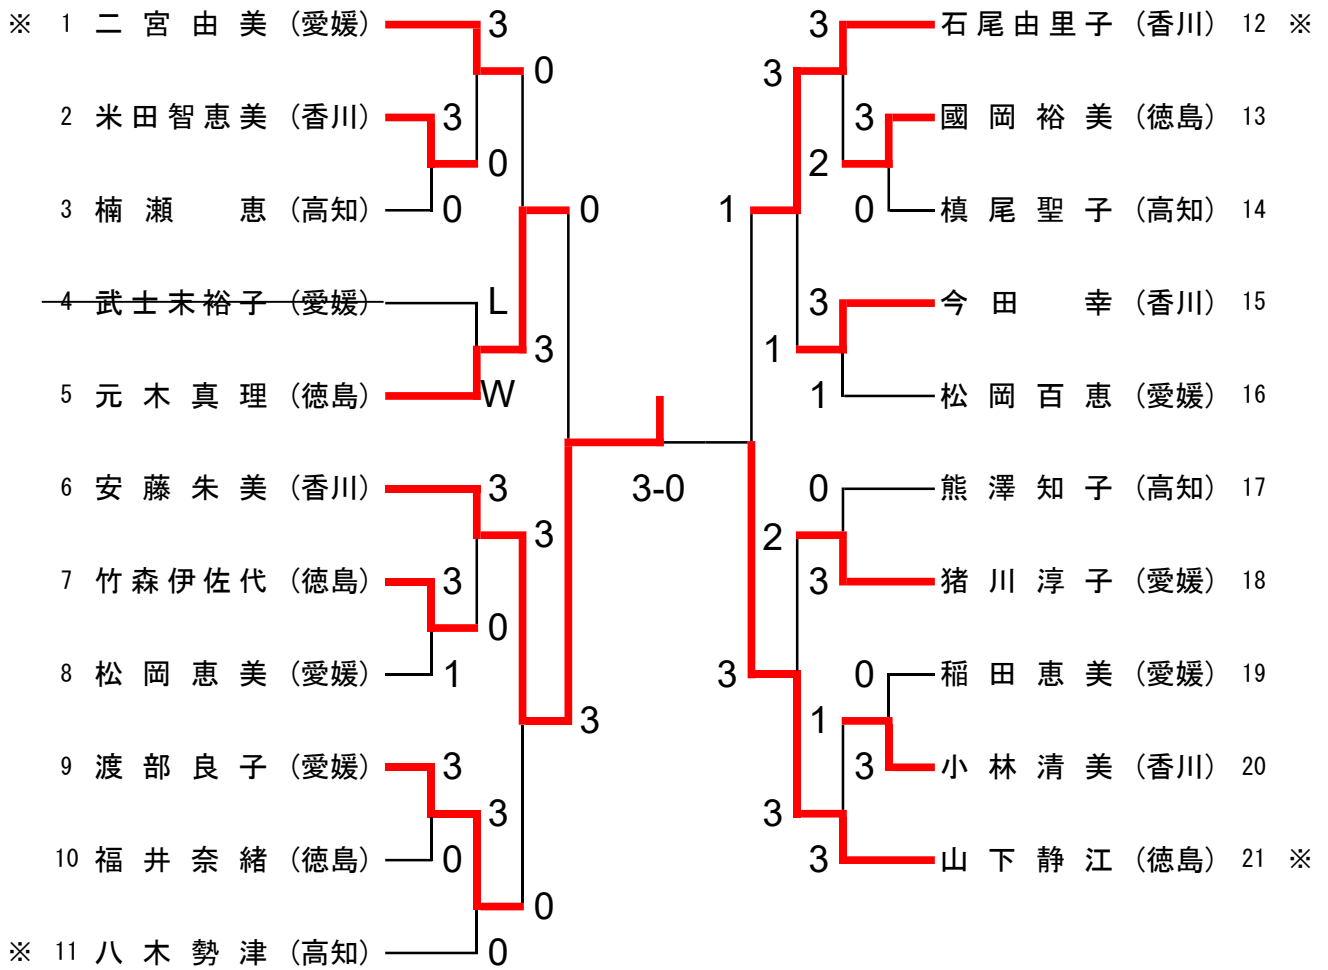 ※ 1 二宮由美 (愛媛) 3
0
2 米田智恵美 (香川) 3
0
3 楠瀬 恵 (高知) 0
0
4 武士末裕子 (愛媛) L
3
5 元木真理 (徳島) W
6 安藤朱美 (香川) 3
3
7 竹森伊佐代 (徳島) 3
0
8 松岡恵美 (愛媛) 1
3
9 渡部良子 (愛媛) 3
3
10 福井奈緒 (徳島) 0
0
※ 11 八木勢津 (高知) 0
3-0
3 石尾由里子 (香川) 12 ※
3
3 國岡裕美 (徳島) 13
2
0 槙尾聖子 (高知) 14
1
3 今田 幸 (香川) 15
1
1 松岡百恵 (愛媛) 16
0 熊澤知子 (高知) 17
2
3 猪川淳子 (愛媛) 18
0 稲田恵美 (愛媛) 19
3
1
3 小林清美 (香川) 20
3
3 山下静江 (徳島) 21 ※